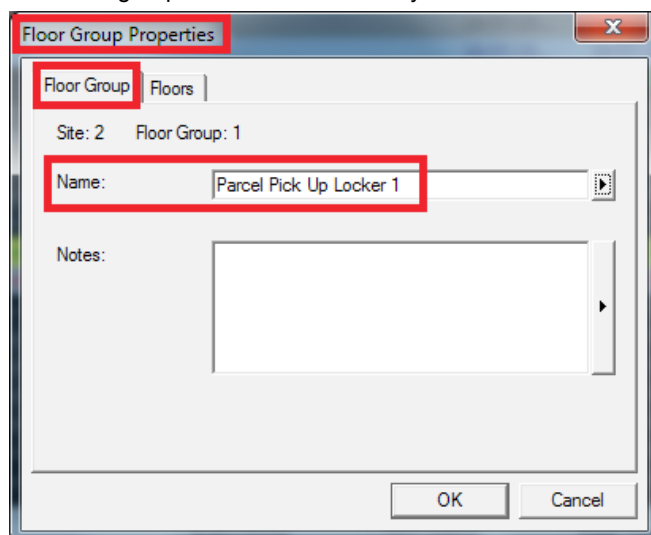 Floor Group Properties
X
Floor Group Floors
Site: 2 Floor Group: 1
Name: Parcel Pick Up Locker 1
Notes:
OK Cancel